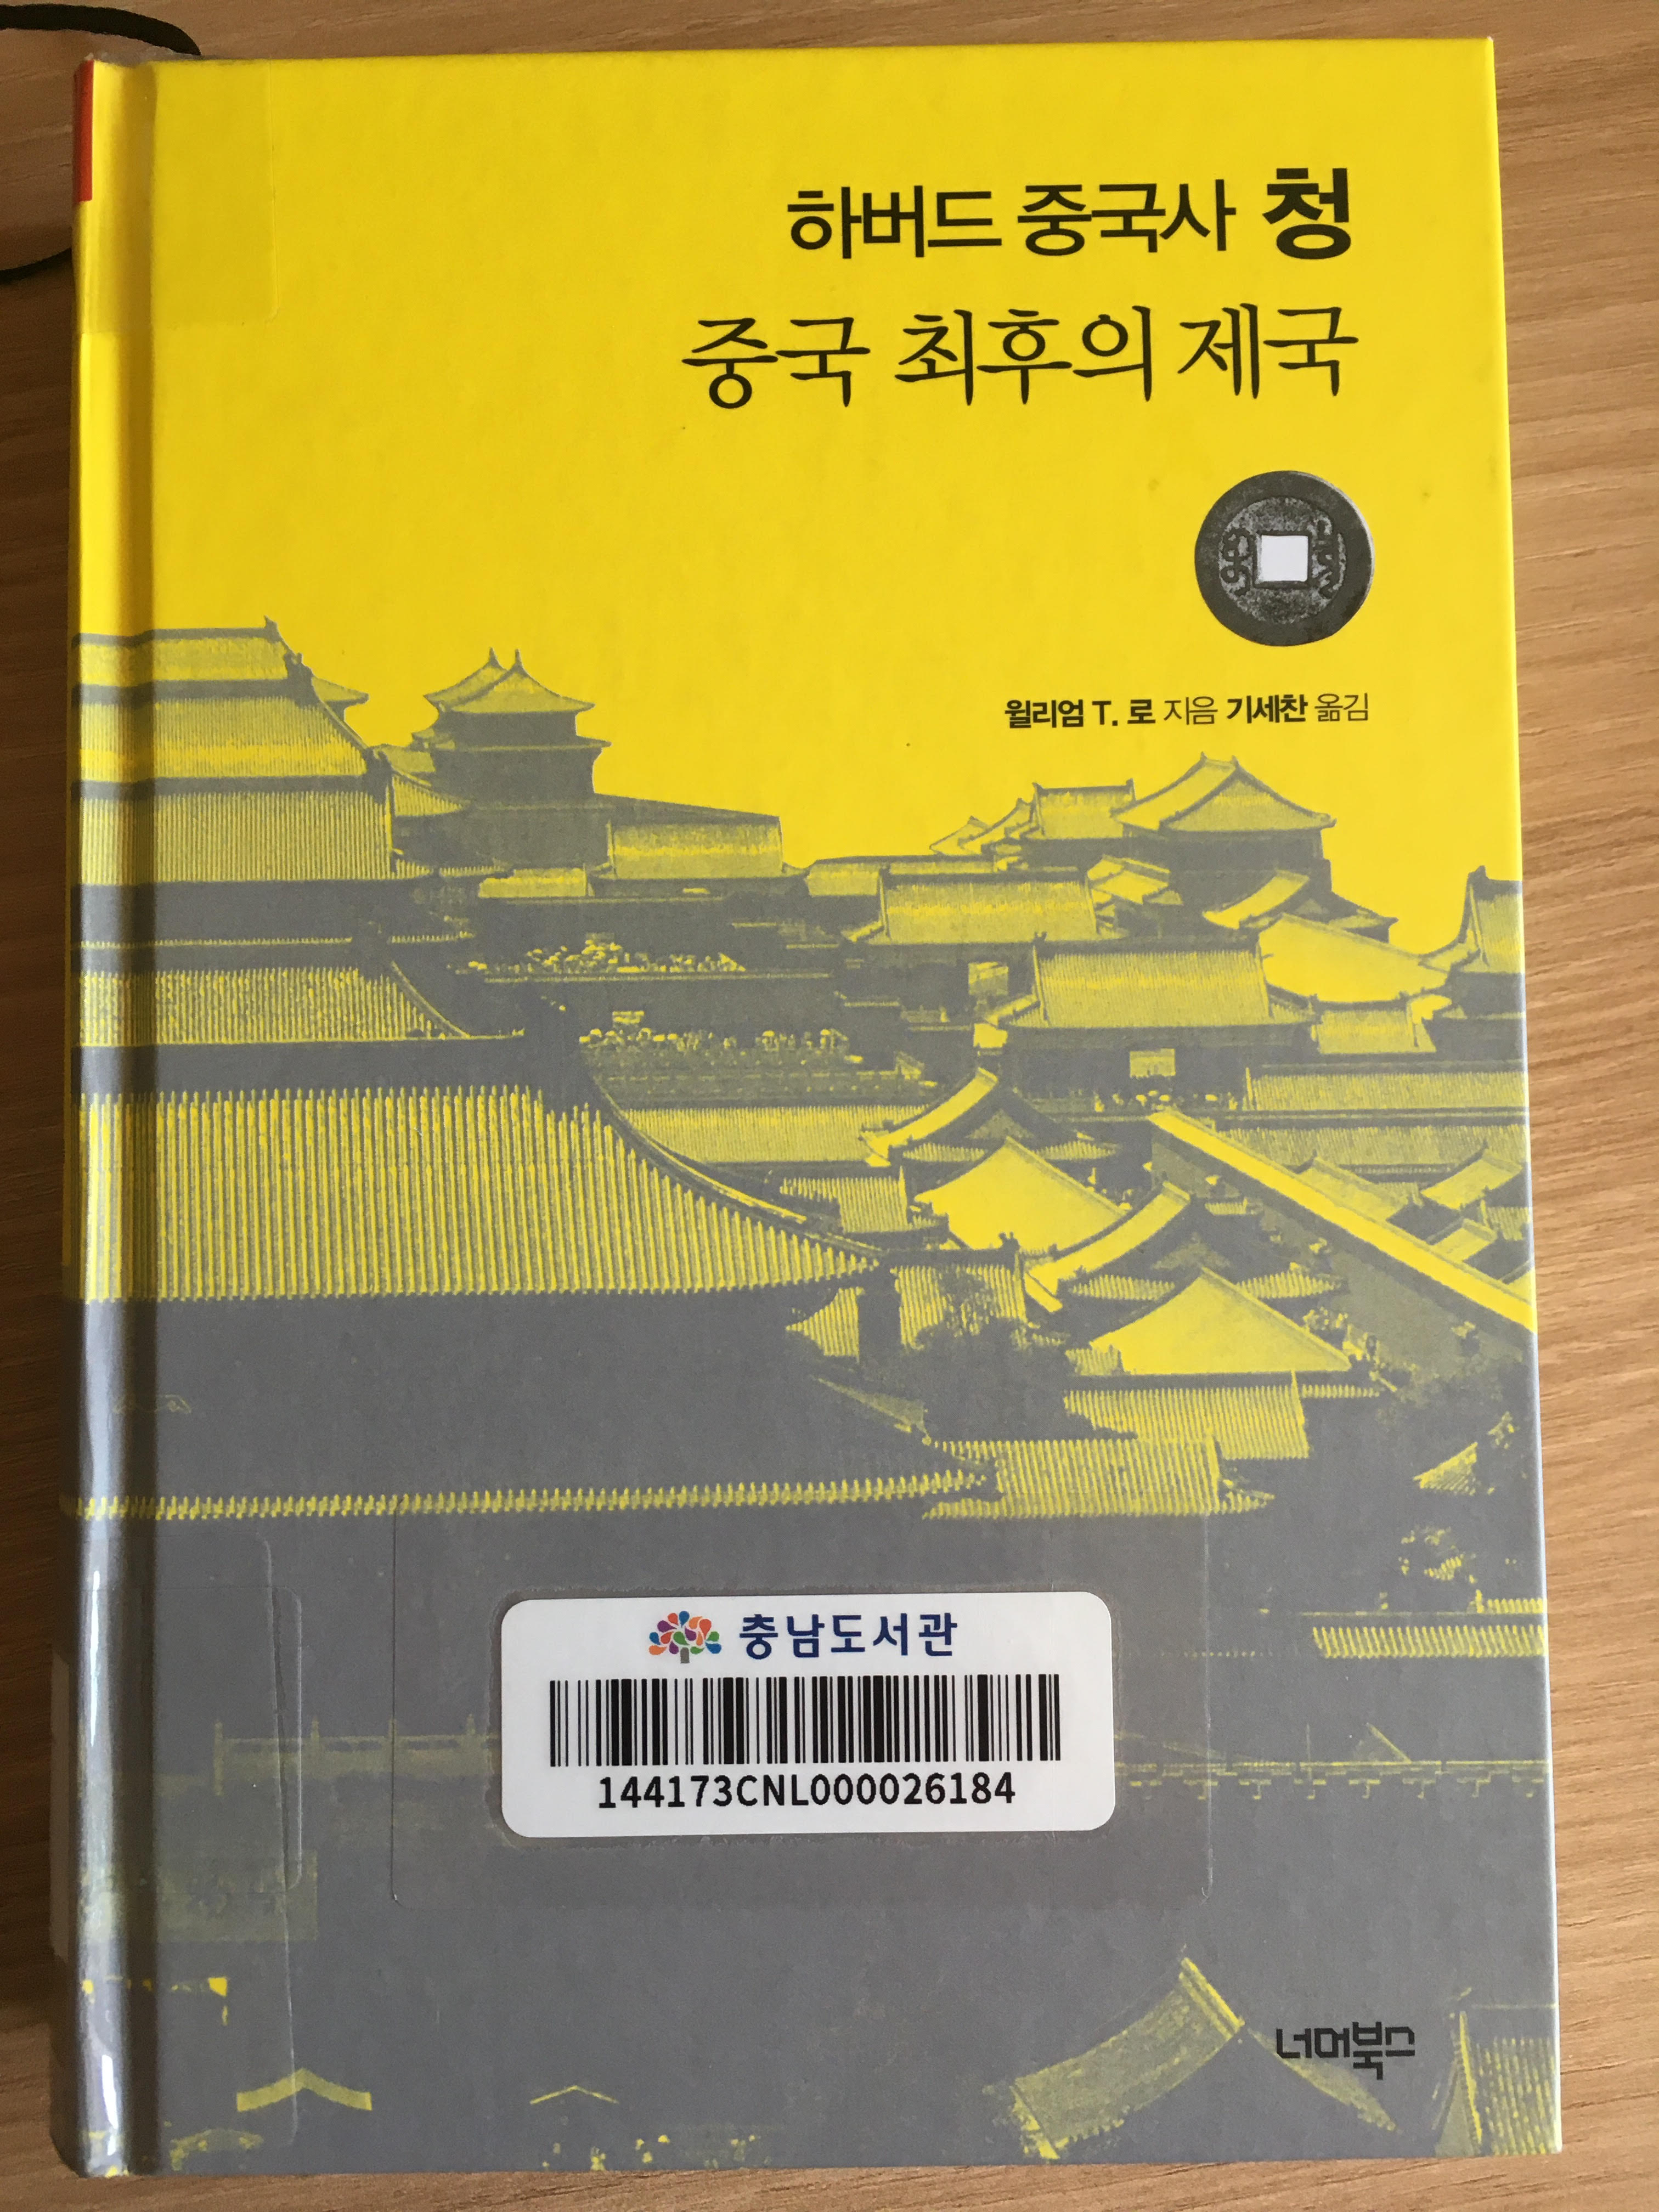 하버드 중국사 청
중국 최후의 제국
윌리엄 T. 로 지음 기세찬 옮김
충남도서관
144173CNL000026184
너머북스